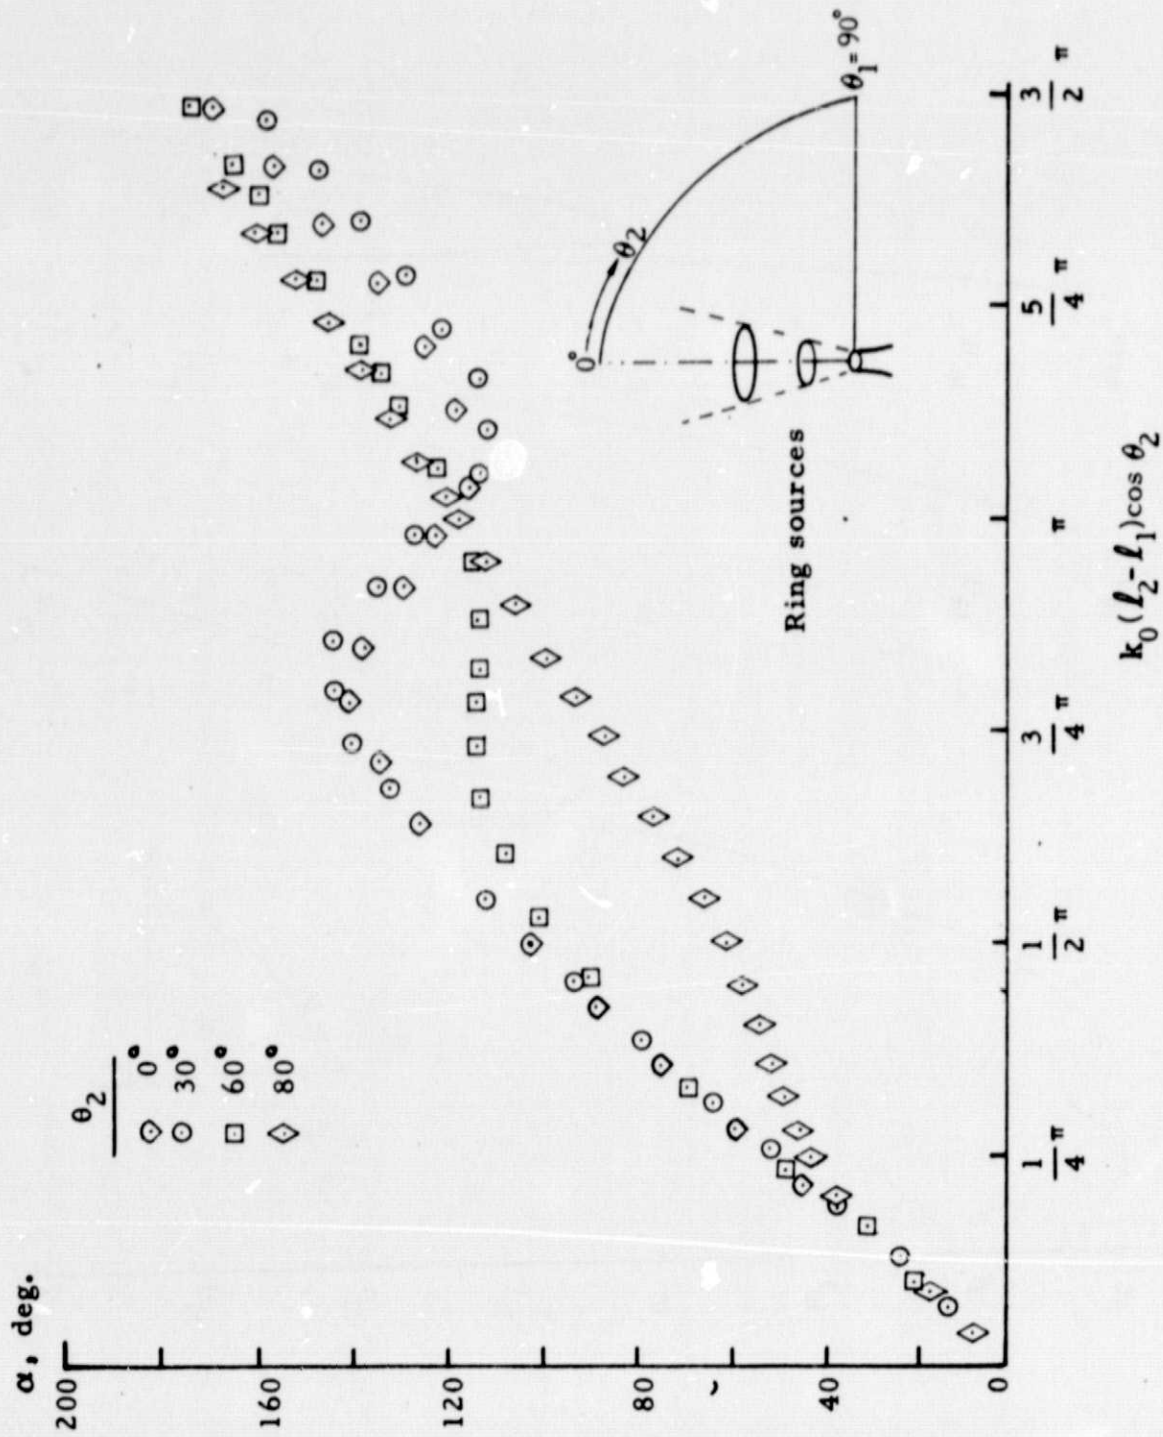 α, deg.
200
160
120
80
40
0
θ2
0°
30°
60°
80°
1/4 π
1/2 π
3/4 π
π
5/4 π
3/2 π
k0(ℓ2-ℓ1)cos θ2
Ring sources
0°
θ2
θ1=90°